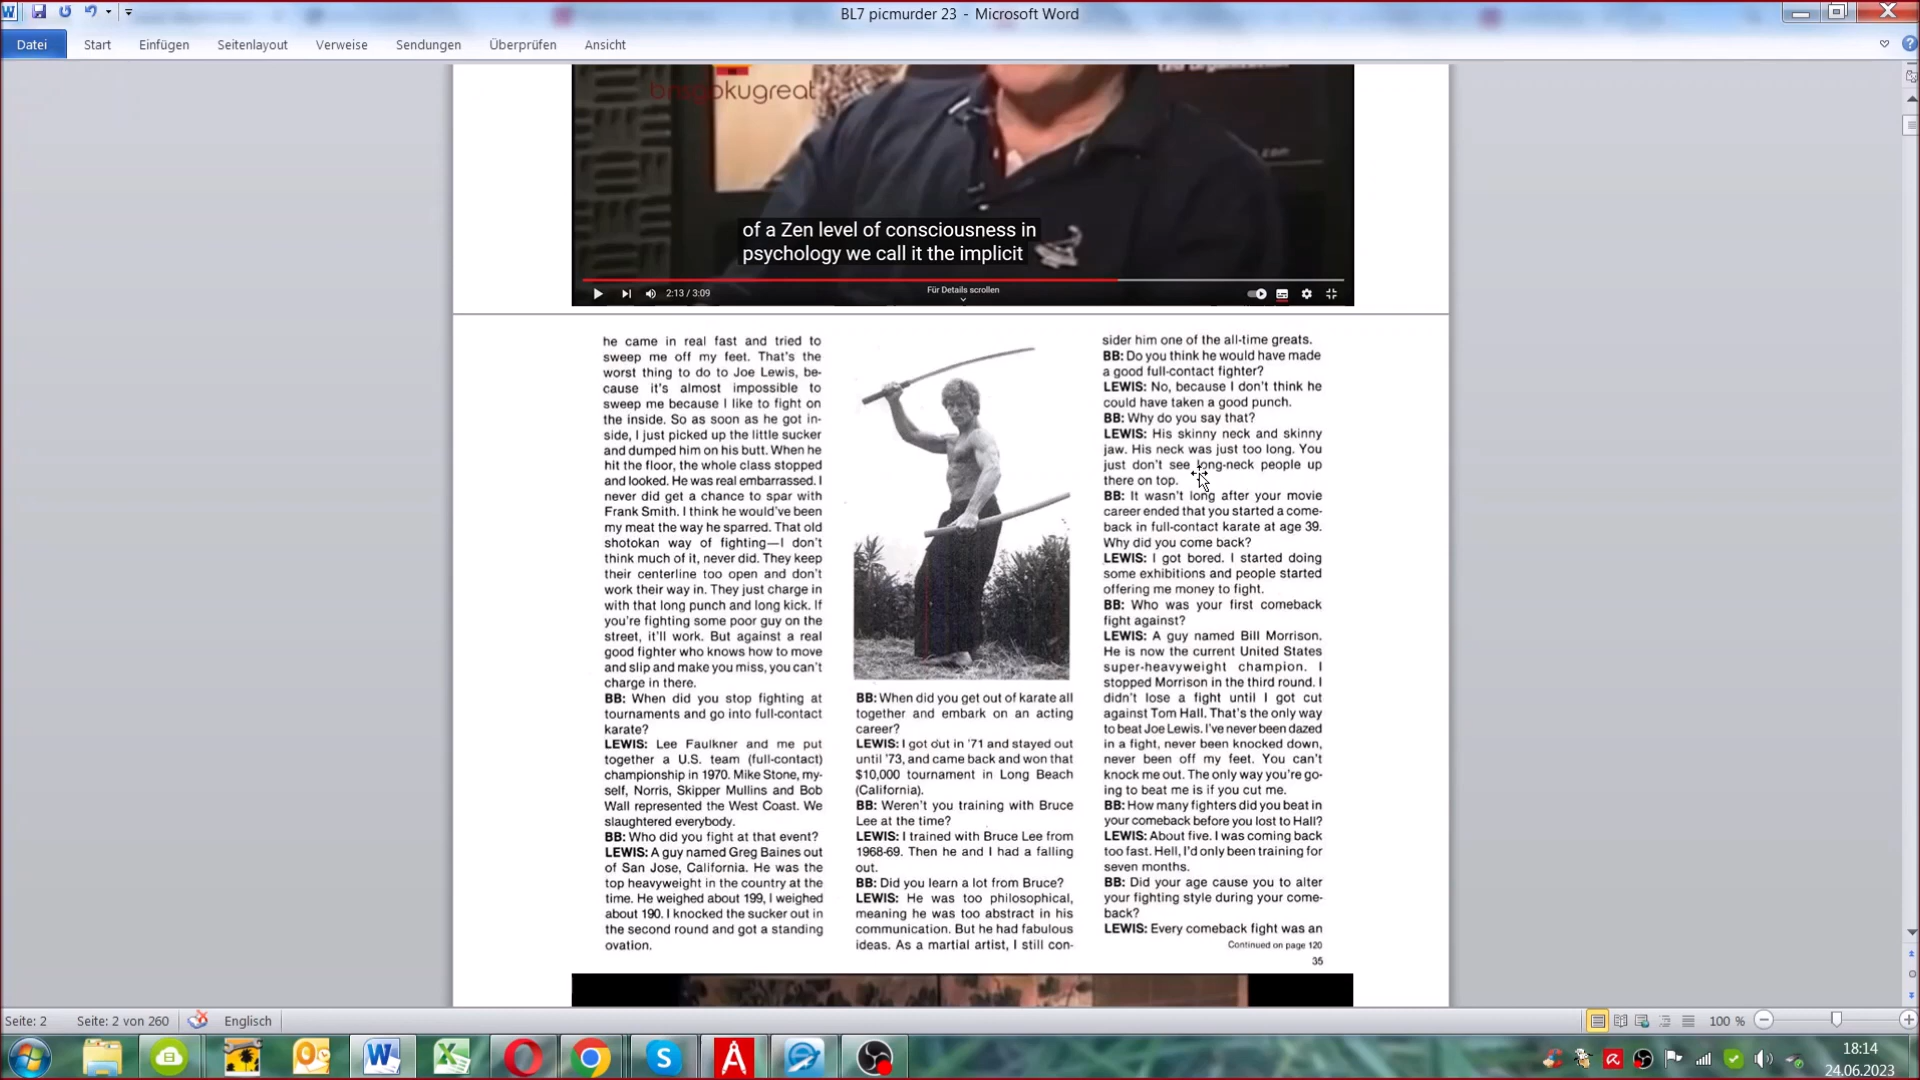 BL7 picmurder 23 - Microsoft Word
Datei Start Einfügen Seitenlayout Verweise Sendungen Überprüfen Ansicht
brogokugreat
of a Zen level of consciousness in
psychology we call it the implicit
2:13 / 3:09
Für Details scrollen
he came in real fast and tried to
sweep me off my feet. That's the
worst thing to do to Joe Lewis, be-
cause it's almost impossible to
sweep me because I like to fight on
the inside. So as soon as he got in-
side, I just picked up the little sucker
and dumped him on his butt. When he
hit the floor, the whole class stopped
and looked. He was real embarrassed. I
never did get a chance to spar with
Frank Smith. I think he would've been
my meat the way he sparred. That old
shotokan way of fighting—I don't
think much of it, never did. They keep
their centerline too open and don't
work their way in. They just charge in
with that long punch and long kick. If
you're fighting some poor guy on the
street, it'll work. But against a real
good fighter who knows how to move
and slip and make you miss, you can't
charge in there.
BB: When did you stop fighting at
tournaments and go into full-contact
karate?
LEWIS: Lee Faulkner and me put
together a U.S. team (full-contact)
championship in 1970. Mike Stone, my-
self, Norris, Skipper Mullins and Bob
Wall represented the West Coast. We
slaughtered everybody.
BB: Who did you fight at that event?
LEWIS: A guy named Greg Baines out
of San Jose, California. He was the
top heavyweight in the country at the
time. He weighed about 199, I weighed
about 190. I knocked the sucker out in
the second round and got a standing
ovation.
BB: When did you get out of karate all
together and embark on an acting
career?
LEWIS: I got out in '71 and stayed out
until '73, and came back and won that
$10,000 tournament in Long Beach
(California).
BB: Weren't you training with Bruce
Lee at the time?
LEWIS: I trained with Bruce Lee from
1968-69. Then he and I had a falling
out.
BB: Did you learn a lot from Bruce?
LEWIS: He was too philosophical,
meaning he was too abstract in his
communication. But he had fabulous
ideas. As a martial artist, I still con-
sider him one of the all-time greats.
BB: Do you think he would have made
a good full-contact fighter?
LEWIS: No, because I don't think he
could have taken a good punch.
BB: Why do you say that?
LEWIS: His skinny neck and skinny
jaw. His neck was just too long. You
just don't see long-neck people up
there on top.
BB: It wasn't long after your movie
career ended that you started a come-
back in full-contact karate at age 39.
Why did you come back?
LEWIS: I got bored. I started doing
some exhibitions and people started
offering me money to fight.
BB: Who was your first comeback
fight against?
LEWIS: A guy named Bill Morrison.
He is now the current United States
super-heavyweight champion. I
stopped Morrison in the third round. I
didn't lose a fight until I got cut
against Tom Hall. That's the only way
to beat Joe Lewis. I've never been dazed
in a fight, never been knocked down,
never been off my feet. You can't
knock me out. The only way you're go-
ing to beat me is if you cut me.
BB: How many fighters did you beat in
your comeback before you lost to Hall?
LEWIS: About five. I was coming back
too fast. Hell, I'd only been training for
seven months.
BB: Did your age cause you to alter
your fighting style during your come-
back?
LEWIS: Every comeback fight was an
Continued on page 120
35
Seite: 2 Seite: 2 von 260 Englisch 100 %
18:14
24.06.2023